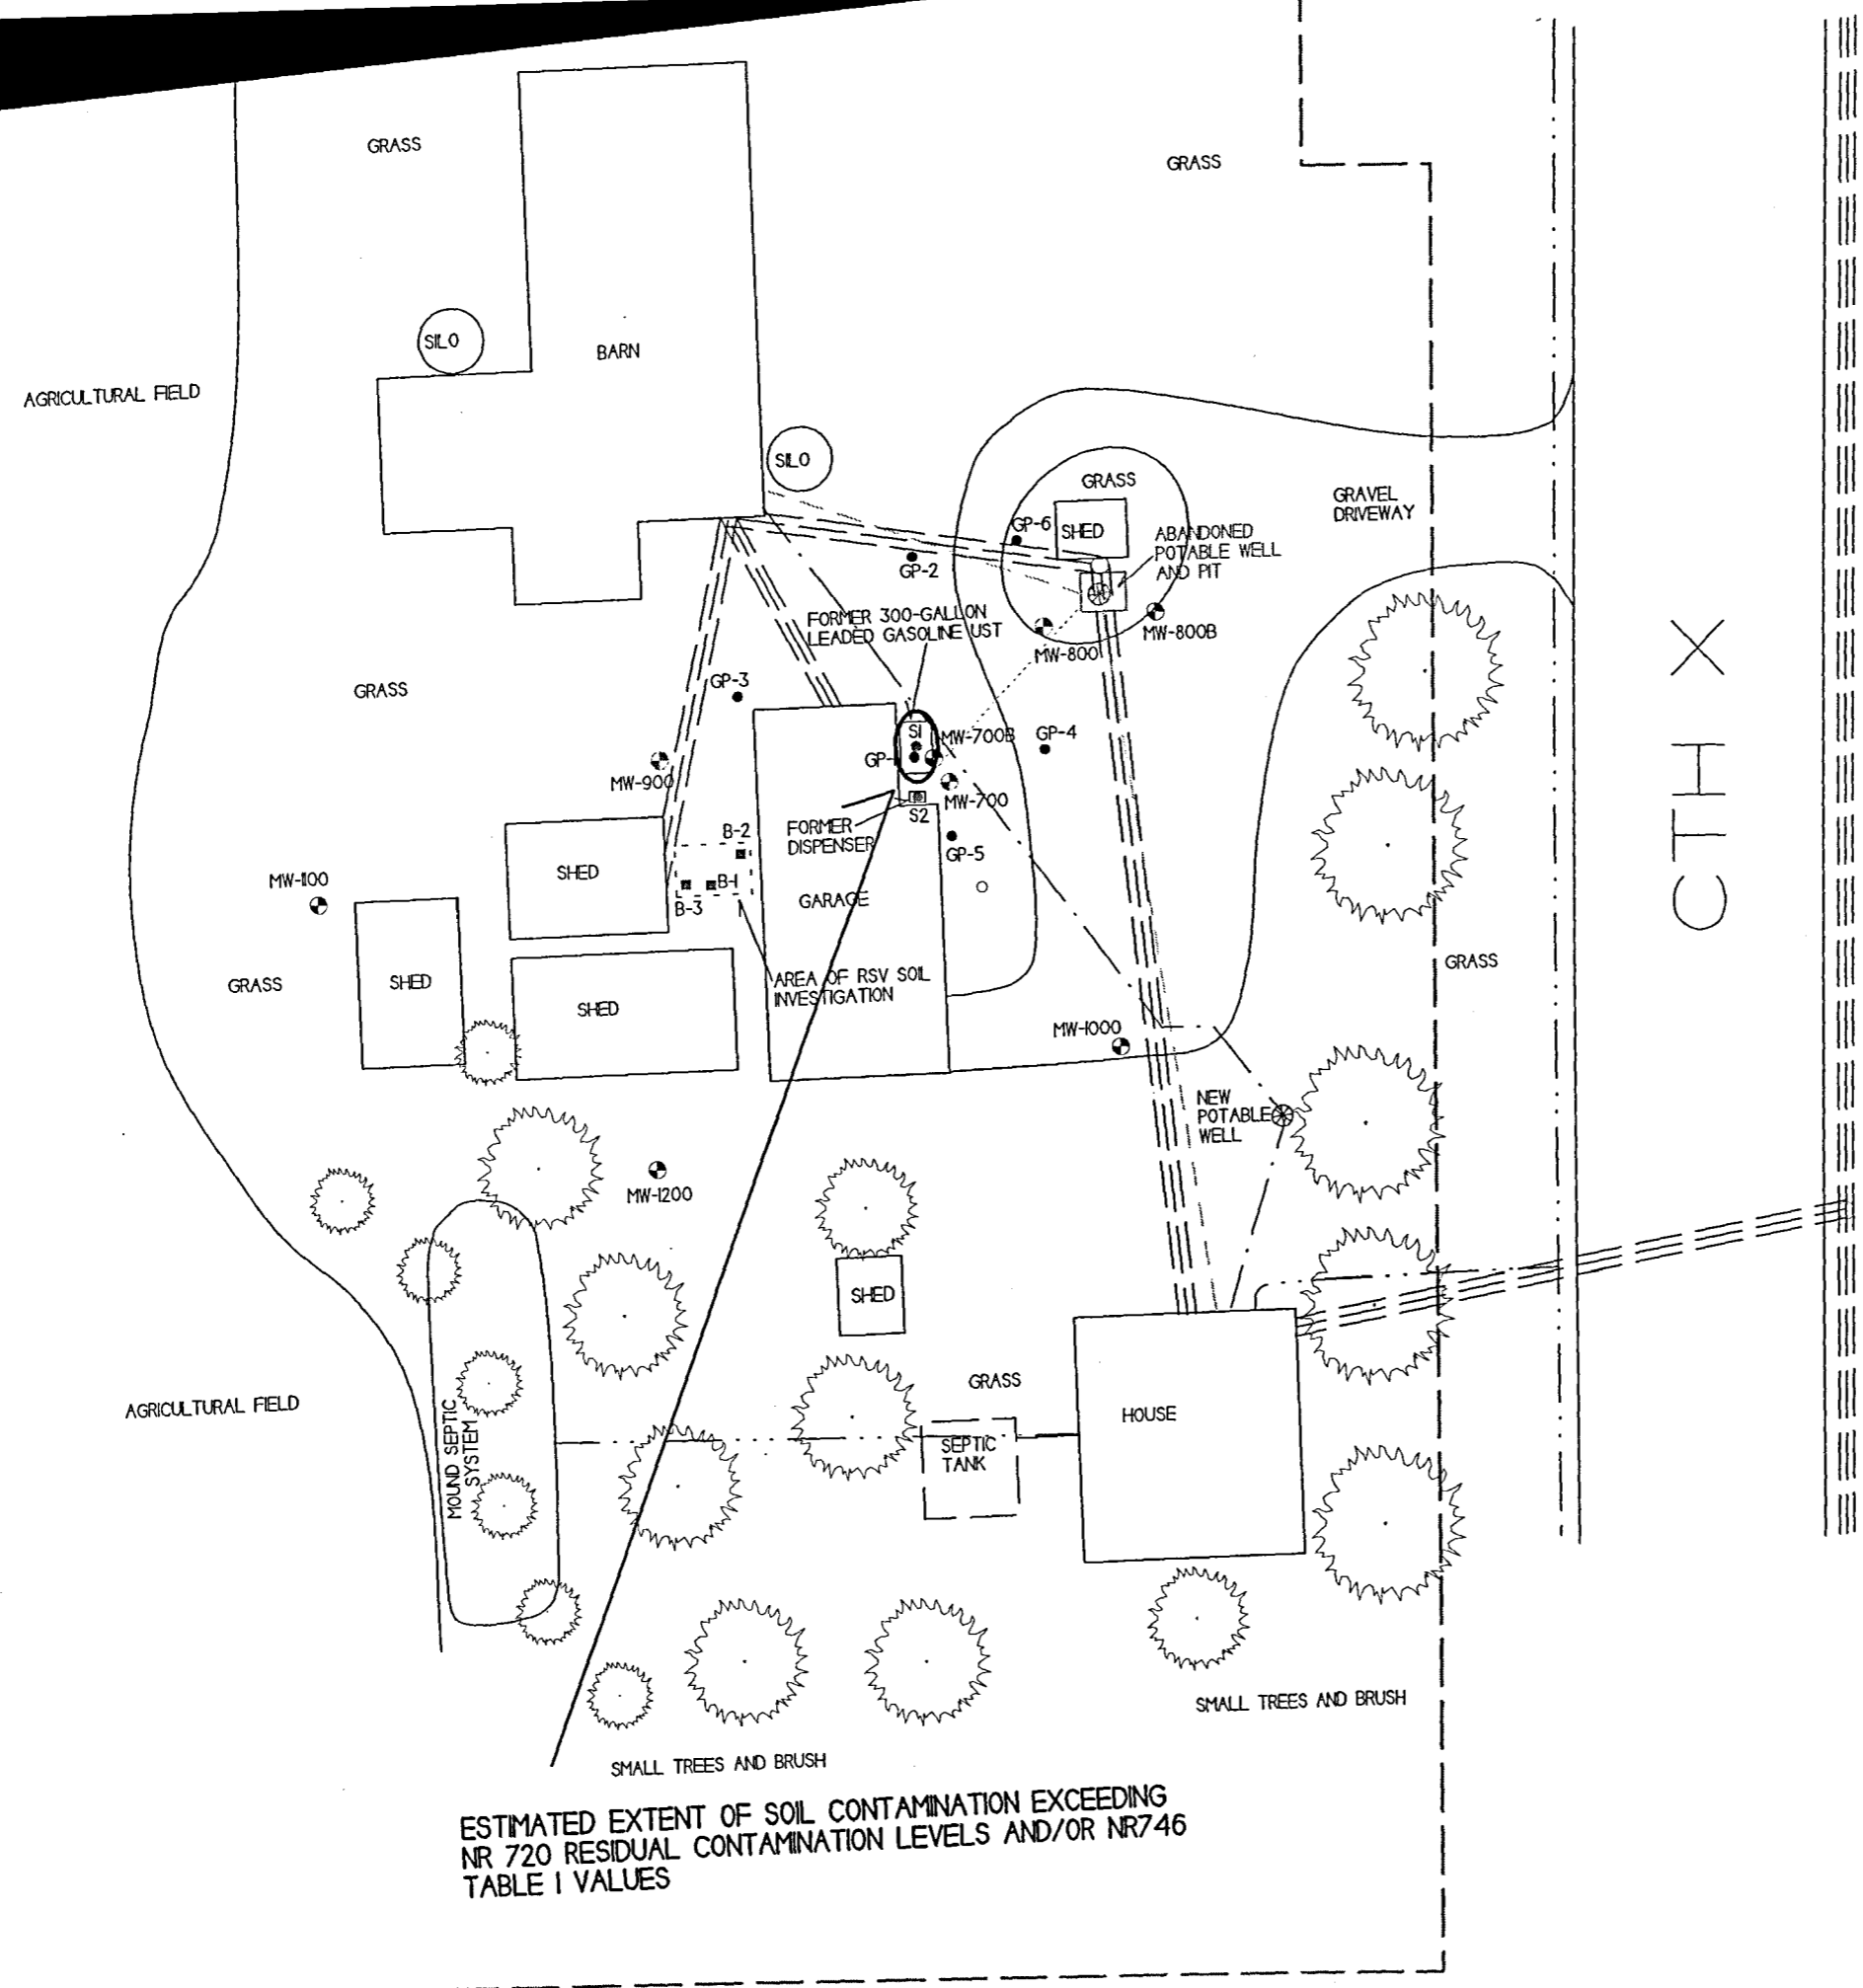 GRASS
GRASS
SILO
BARN
AGRICULTURAL FIELD
SILO
GRASS
GRAVEL
DRIVEWAY
GP-6
SHED
ABANDONED
POTABLE WELL
AND PIT
GP-2
FORMER 300-GALLON
LEADED GASOLINE UST
MW-800B
MW-800
GP-3
GRASS
S1
MW-700B
GP-4
GP-1
MW-900
MW-700
S2
FORMER
DISPENSER
B-2
GP-5
SHED
MW-1100
B-1
B-3
GARAGE
CTH X
GRASS
AREA OF RSV SOIL
INVESTIGATION
GRASS
SHED
SHED
MW-1000
NEW
POTABLE
WELL
MW-1200
SHED
GRASS
HOUSE
AGRICULTURAL FIELD
MOUND SEPTIC
SYSTEM
SEPTIC
TANK
SMALL TREES AND BRUSH
SMALL TREES AND BRUSH
ESTIMATED EXTENT OF SOIL CONTAMINATION EXCEEDING
NR 720 RESIDUAL CONTAMINATION LEVELS AND/OR NR746
TABLE 1 VALUES